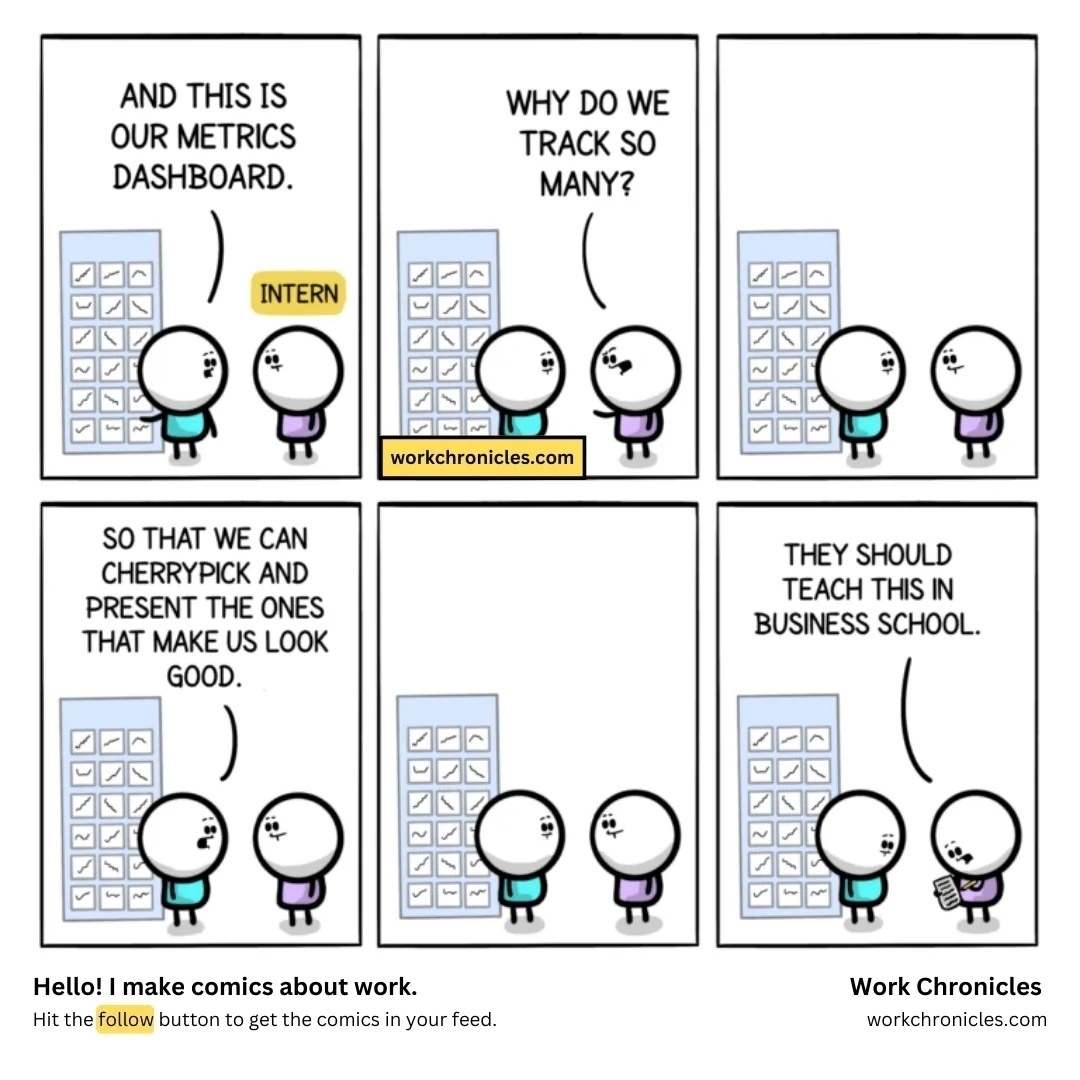 AND THIS IS
OUR METRICS
DASHBOARD.
INTERN
WHY DO WE
TRACK SO
MANY?
workchronicles.com
SO THAT WE CAN
CHERRYPICK AND
PRESENT THE ONES
THAT MAKE US LOOK
GOOD.
THEY SHOULD
TEACH THIS IN
BUSINESS SCHOOL.
Hello! I make comics about work.
Hit the follow button to get the comics in your feed.
Work Chronicles
workchronicles.com